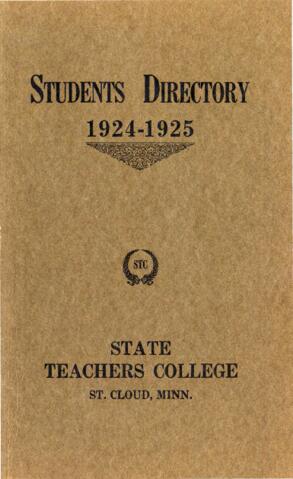 STUDENTS DIRECTORY
1924-1925
STC
STATE
TEACHERS COLLEGE
ST. CLOUD, MINN.